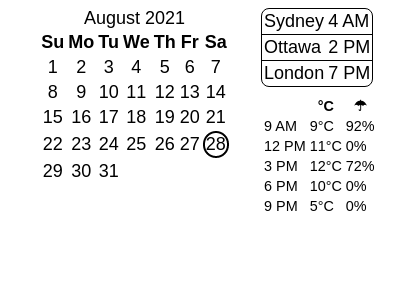 August 2021
Su Mo Tu We Th Fr Sa
1 2 3 4 5 6 7
8 9 10 11 12 13 14
15 16 17 18 19 20 21
22 23 24 25 26 27 28
29 30 31
Sydney 4 AM
Ottawa 2 PM
London 7 PM
°C ☂
9 AM 9°C 92%
12 PM 11°C 0%
3 PM 12°C 72%
6 PM 10°C 0%
9 PM 5°C 0%